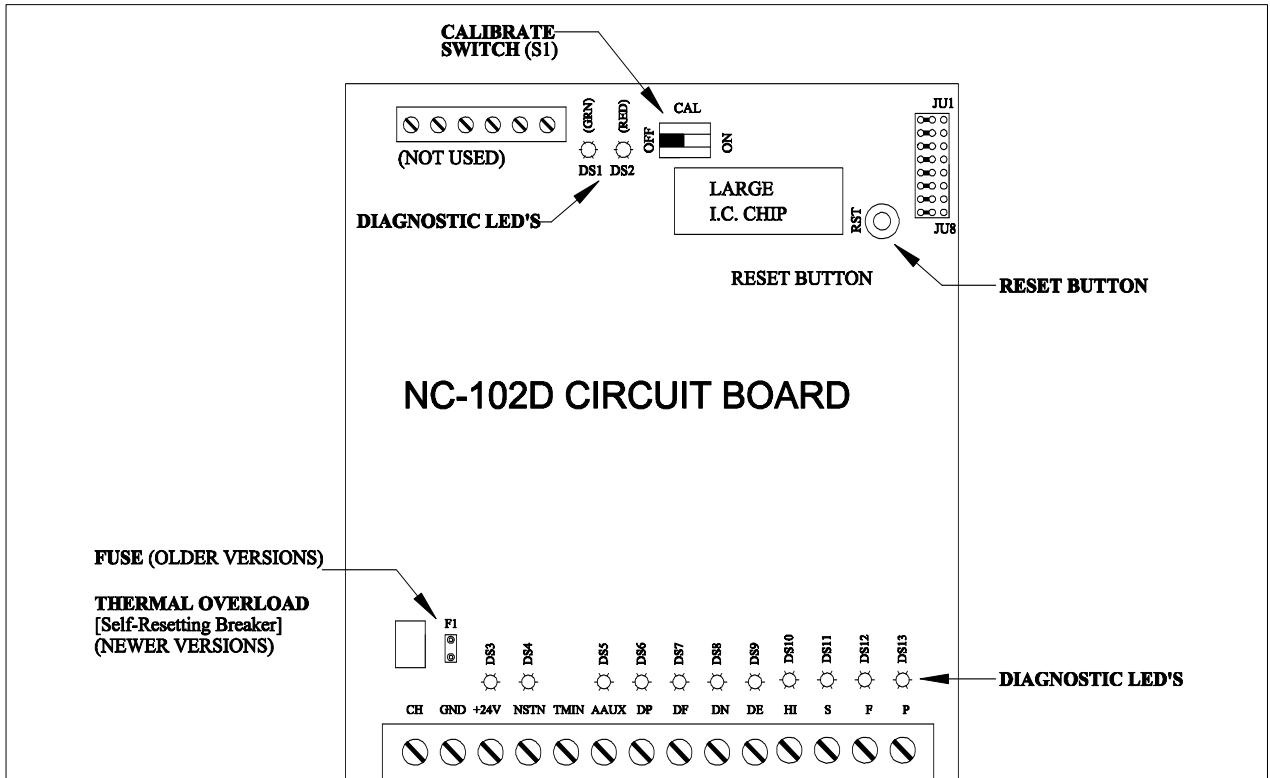 CALIBRATE
SWITCH (S1)
(GRN)
(RED)
CAL
OFF
ON
JU1
(NOT USED)
DS1 DS2
LARGE
I.C. CHIP
RST
JU8
DIAGNOSTIC LED'S
RESET BUTTON
RESET BUTTON
NC-102D CIRCUIT BOARD
FUSE (OLDER VERSIONS)
THERMAL OVERLOAD
[Self-Resetting Breaker]
(NEWER VERSIONS)
F1
DS3 DS4 DS5 DS6 DS7 DS8 DS9 DS10 DS11 DS12 DS13
DIAGNOSTIC LED'S
CH GND +24V NSTN TMIN AAUX DP DF DN DE HI S F P